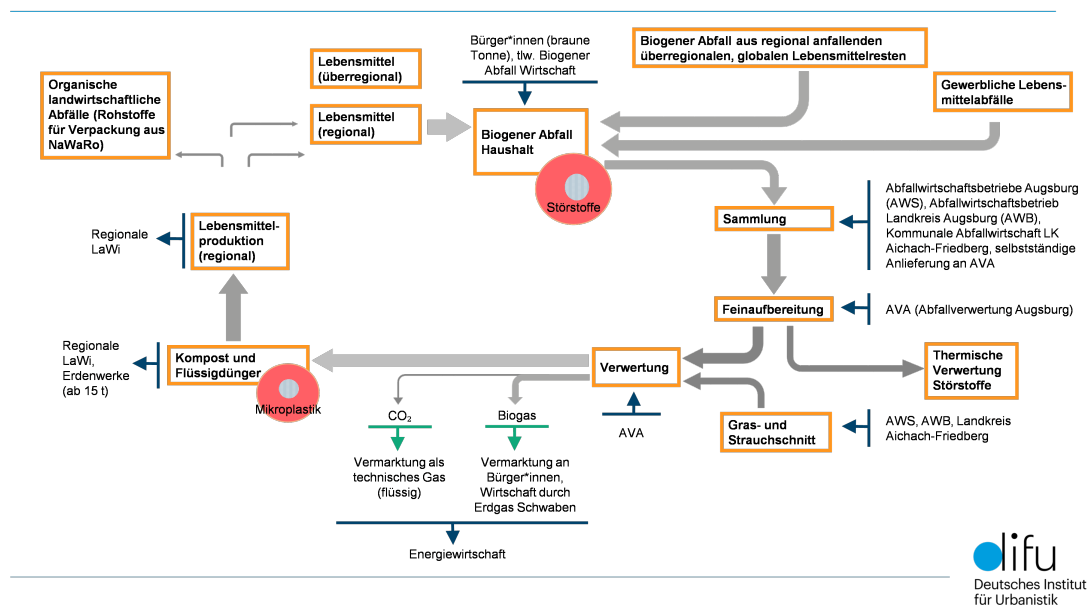 Bürger*innen (braune
Tonne), tlw. Biogener
Abfall Wirtschaft
Biogener Abfall aus regional anfallenden
überregionalen, globalen Lebensmittelresten
Lebensmittel
(überregional)
Organische
landwirtschaftliche
Abfälle (Rohstoffe
für Verpackung aus
NaWaRo)
Gewerbliche Lebens-
mittelabfälle
Lebensmittel
(regional)
Biogener Abfall
Haushalt
Störstoffe
Sammlung
Abfallwirtschaftsbetriebe Augsburg
(AWS), Abfallwirtschaftsbetrieb
Landkreis Augsburg (AWB),
Kommunale Abfallwirtschaft LK
Aichach-Friedberg, selbstständige
Anlieferung an AVA
Regionale
LaWi
Lebensmittel-
produktion
(regional)
Feinaufbereitung
AVA (Abfallverwertung Augsburg)
Regionale
LaWi,
Erdenwerke
(ab 15 t)
Kompost und
Flüssigdünger
Mikroplastik
Verwertung
Thermische
Verwertung
Störstoffe
CO₂
Biogas
AVA
Gras- und
Strauchschnitt
AWS, AWB, Landkreis
Aichach-Friedberg
Vermarktung als
technisches Gas
(flüssig)
Vermarktung an
Bürger*innen,
Wirtschaft durch
Erdgas Schwaben
Energiewirtschaft
difu
Deutsches Institut
für Urbanistik